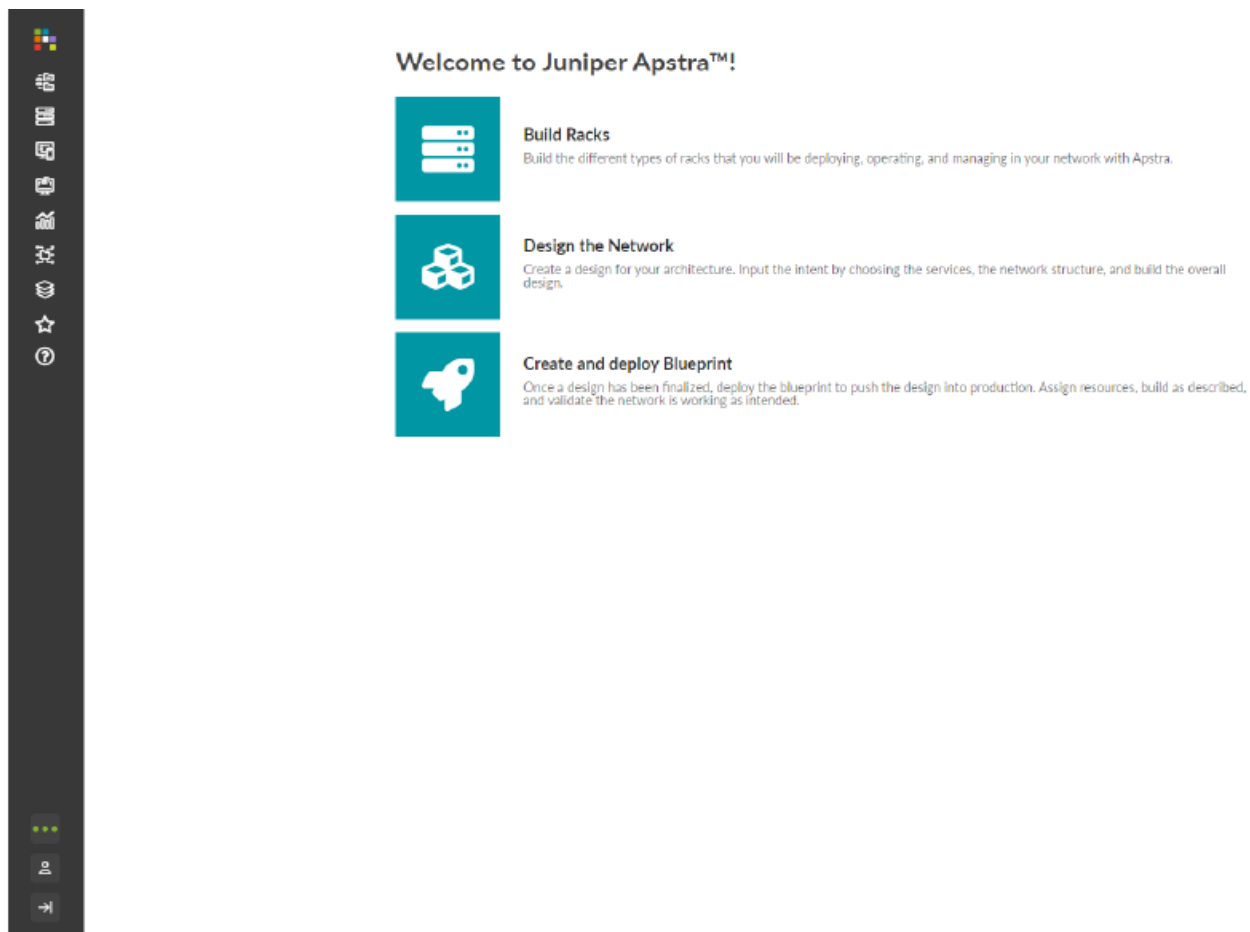 Welcome to Juniper Apstra™!
Build Racks
Build the different types of racks that you will be deploying, operating, and managing in your network with Apstra.
Design the Network
Create a design for your architecture. Input the intent by choosing the services, the network structure, and build the overall
design.
Create and deploy Blueprint
Once a design has been finalized, deploy the blueprint to push the design into production. Assign resources, build as described,
and validate the network is working as intended.